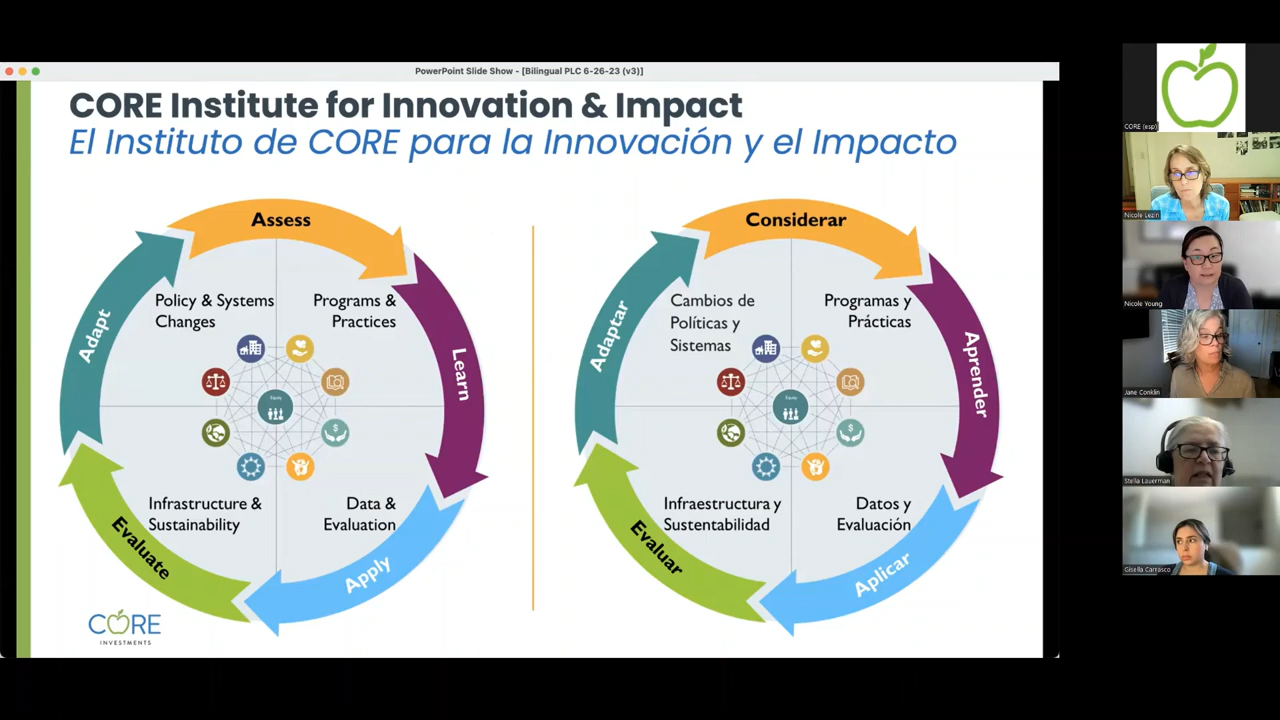 PowerPoint Slide Show - [Bilingual PLC 6-26-23 (v3)]
CORE Institute for Innovation & Impact
El Instituto de CORE para la Innovación y el Impacto
Assess
Learn
Apply
Evaluate
Adapt
Policy & Systems
Changes
Programs &
Practices
Equity
$
Infrastructure &
Sustainability
Data &
Evaluation
Considerar
Aprender
Aplicar
Evaluar
Adaptar
Cambios de
Políticas y
Sistemas
Programas y
Prácticas
Equity
$
Infraestructura y
Sustentabilidad
Datos y
Evaluación
CORE
INVESTMENTS
CORE (esp)
Nicole Lezin
Nicole Young
Jane Conklin
Stella Lauerman
Gisella Carrasco